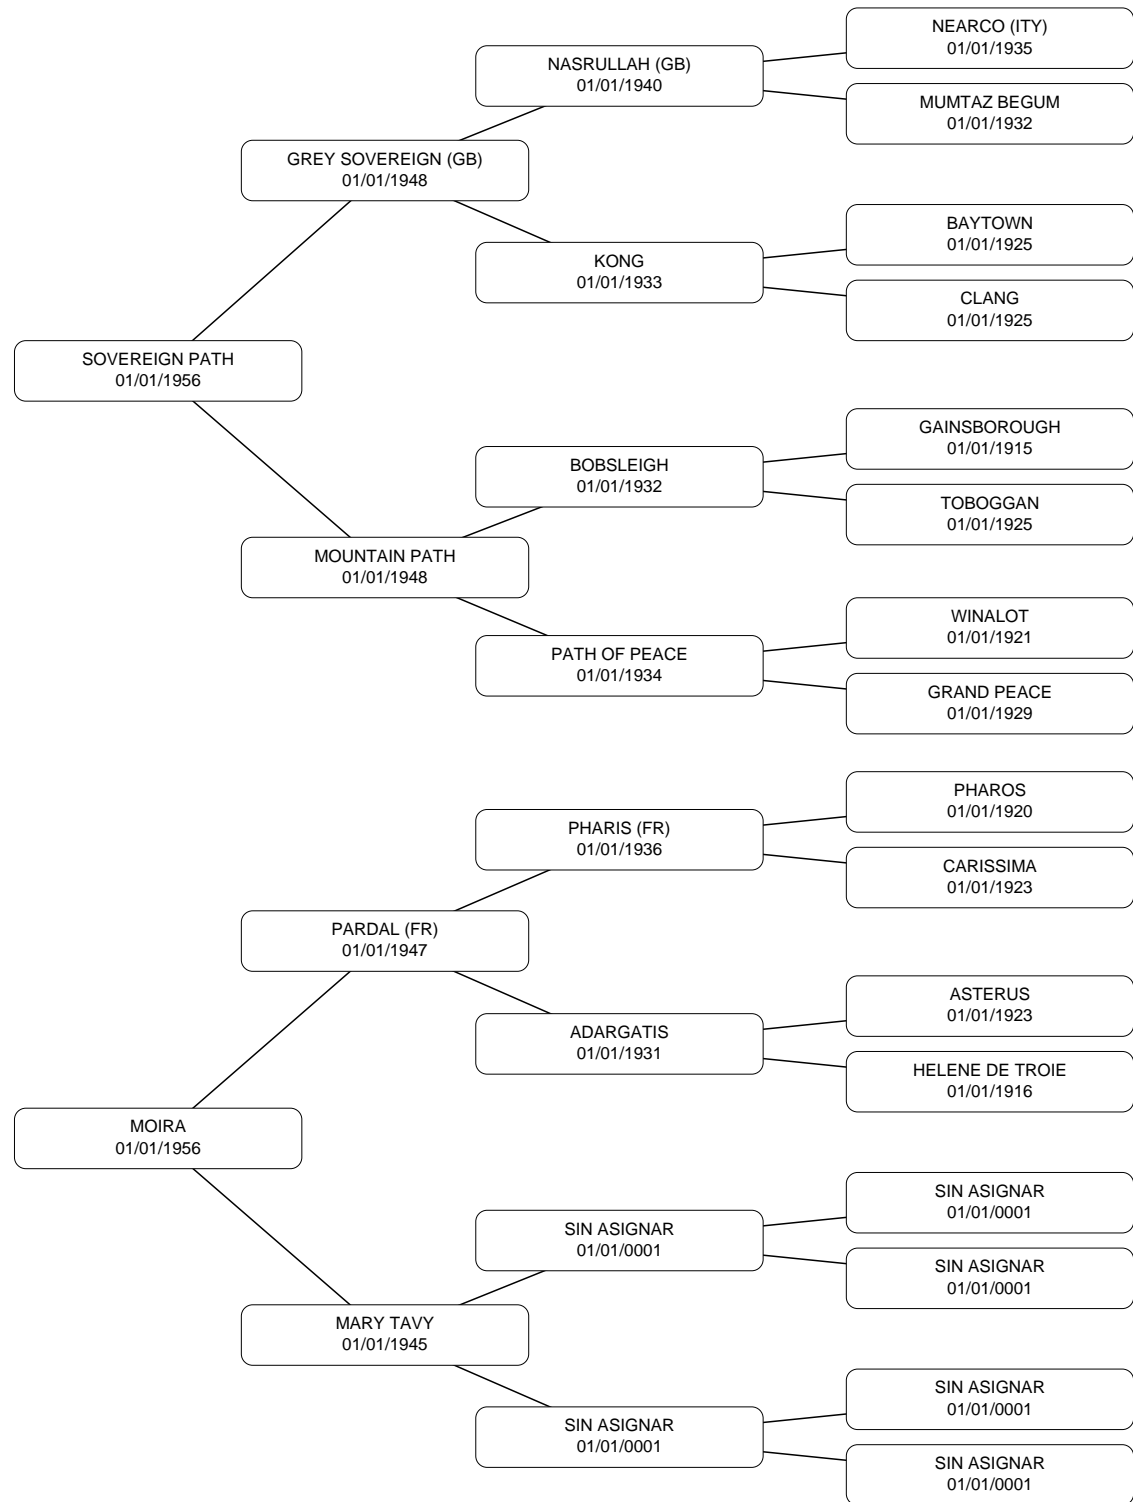 NEARCO (ITY)
01/01/1935
NASRULLAH (GB)
01/01/1940
MUMTAZ BEGUM
01/01/1932
GREY SOVEREIGN (GB)
01/01/1948
BAYTOWN
01/01/1925
KONG
01/01/1933
CLANG
01/01/1925
SOVEREIGN PATH
01/01/1956
GAINSBOROUGH
01/01/1915
BOBSLEIGH
01/01/1932
TOBOGGAN
01/01/1925
MOUNTAIN PATH
01/01/1948
WINALOT
01/01/1921
PATH OF PEACE
01/01/1934
GRAND PEACE
01/01/1929
PHAROS
01/01/1920
PHARIS (FR)
01/01/1936
CARISSIMA
01/01/1923
PARDAL (FR)
01/01/1947
ASTERUS
01/01/1923
ADARGATIS
01/01/1931
HELENE DE TROIE
01/01/1916
MOIRA
01/01/1956
SIN ASIGNAR
01/01/0001
SIN ASIGNAR
01/01/0001
SIN ASIGNAR
01/01/0001
MARY TAVY
01/01/1945
SIN ASIGNAR
01/01/0001
SIN ASIGNAR
01/01/0001
SIN ASIGNAR
01/01/0001